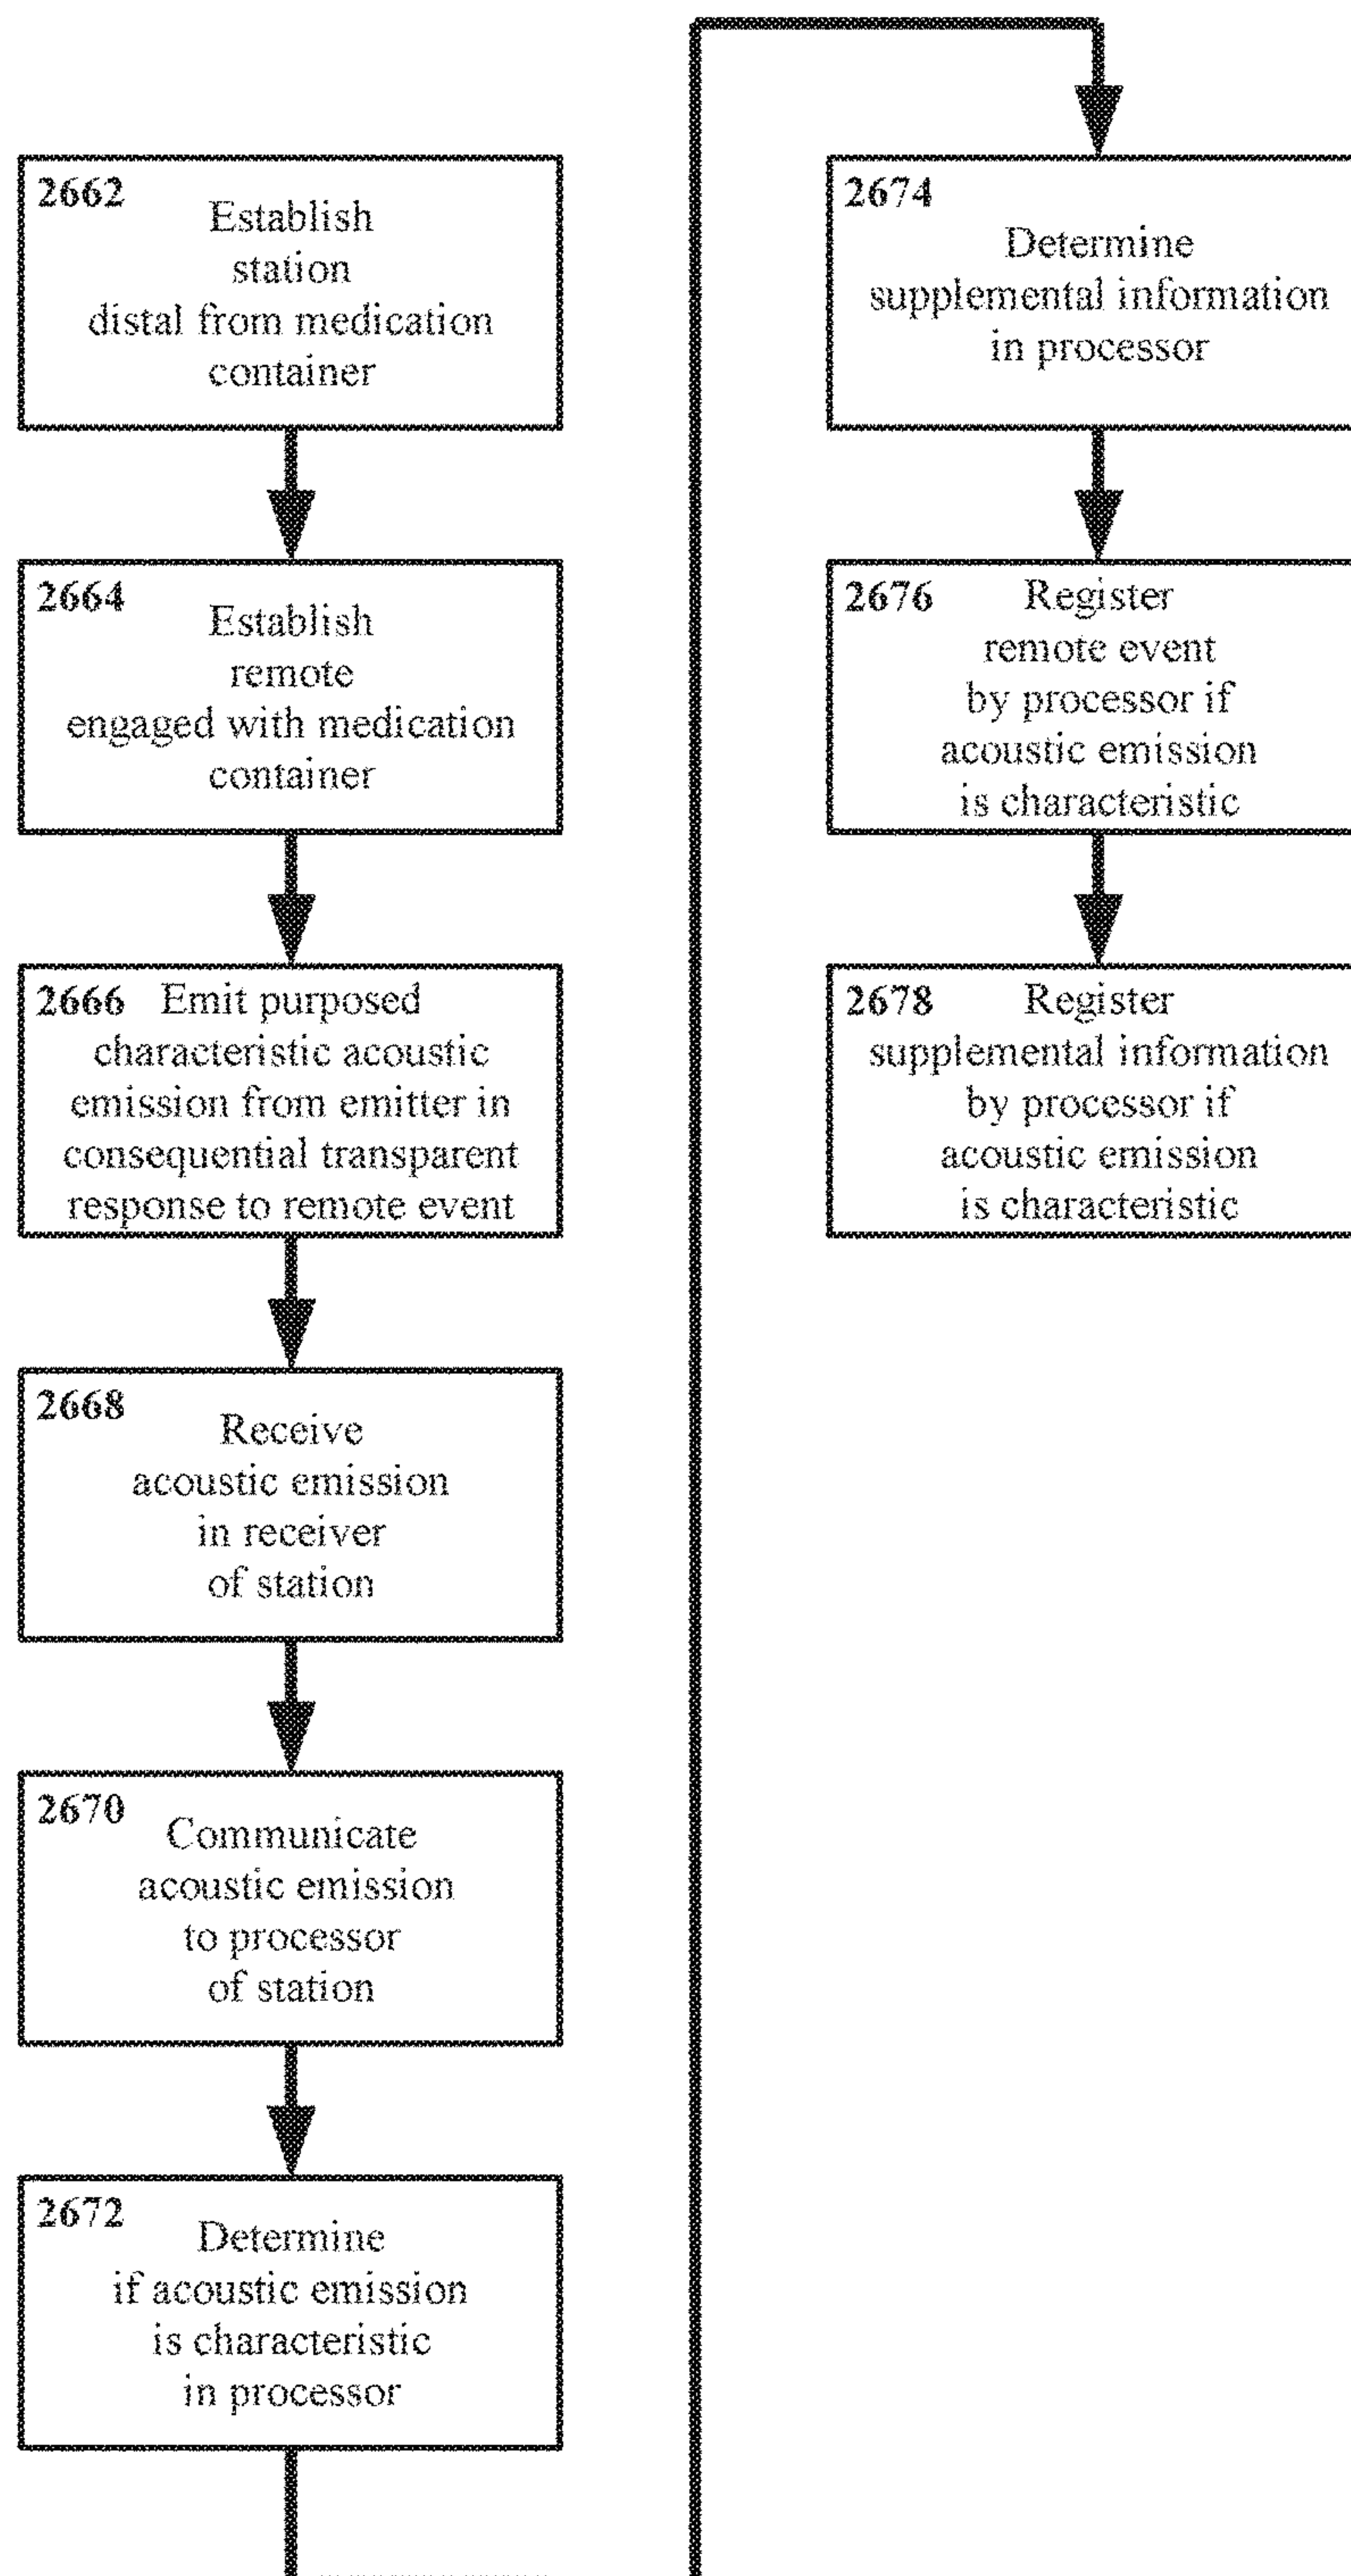 2662
Establish
station
distal from medication
container
2664
Establish
remote
engaged with medication
container
2666 Emit purposed
characteristic acoustic
emission from emitter in
consequential transparent
response to remote event
2668
Receive
acoustic emission
in receiver
of station
2670
Communicate
acoustic emission
to processor
of station
2672
Determine
if acoustic emission
is characteristic
in processor
2674
Determine
supplemental information
in processor
2676 Register
remote event
by processor if
acoustic emission
is characteristic
2678 Register
supplemental information
by processor if
acoustic emission
is characteristic